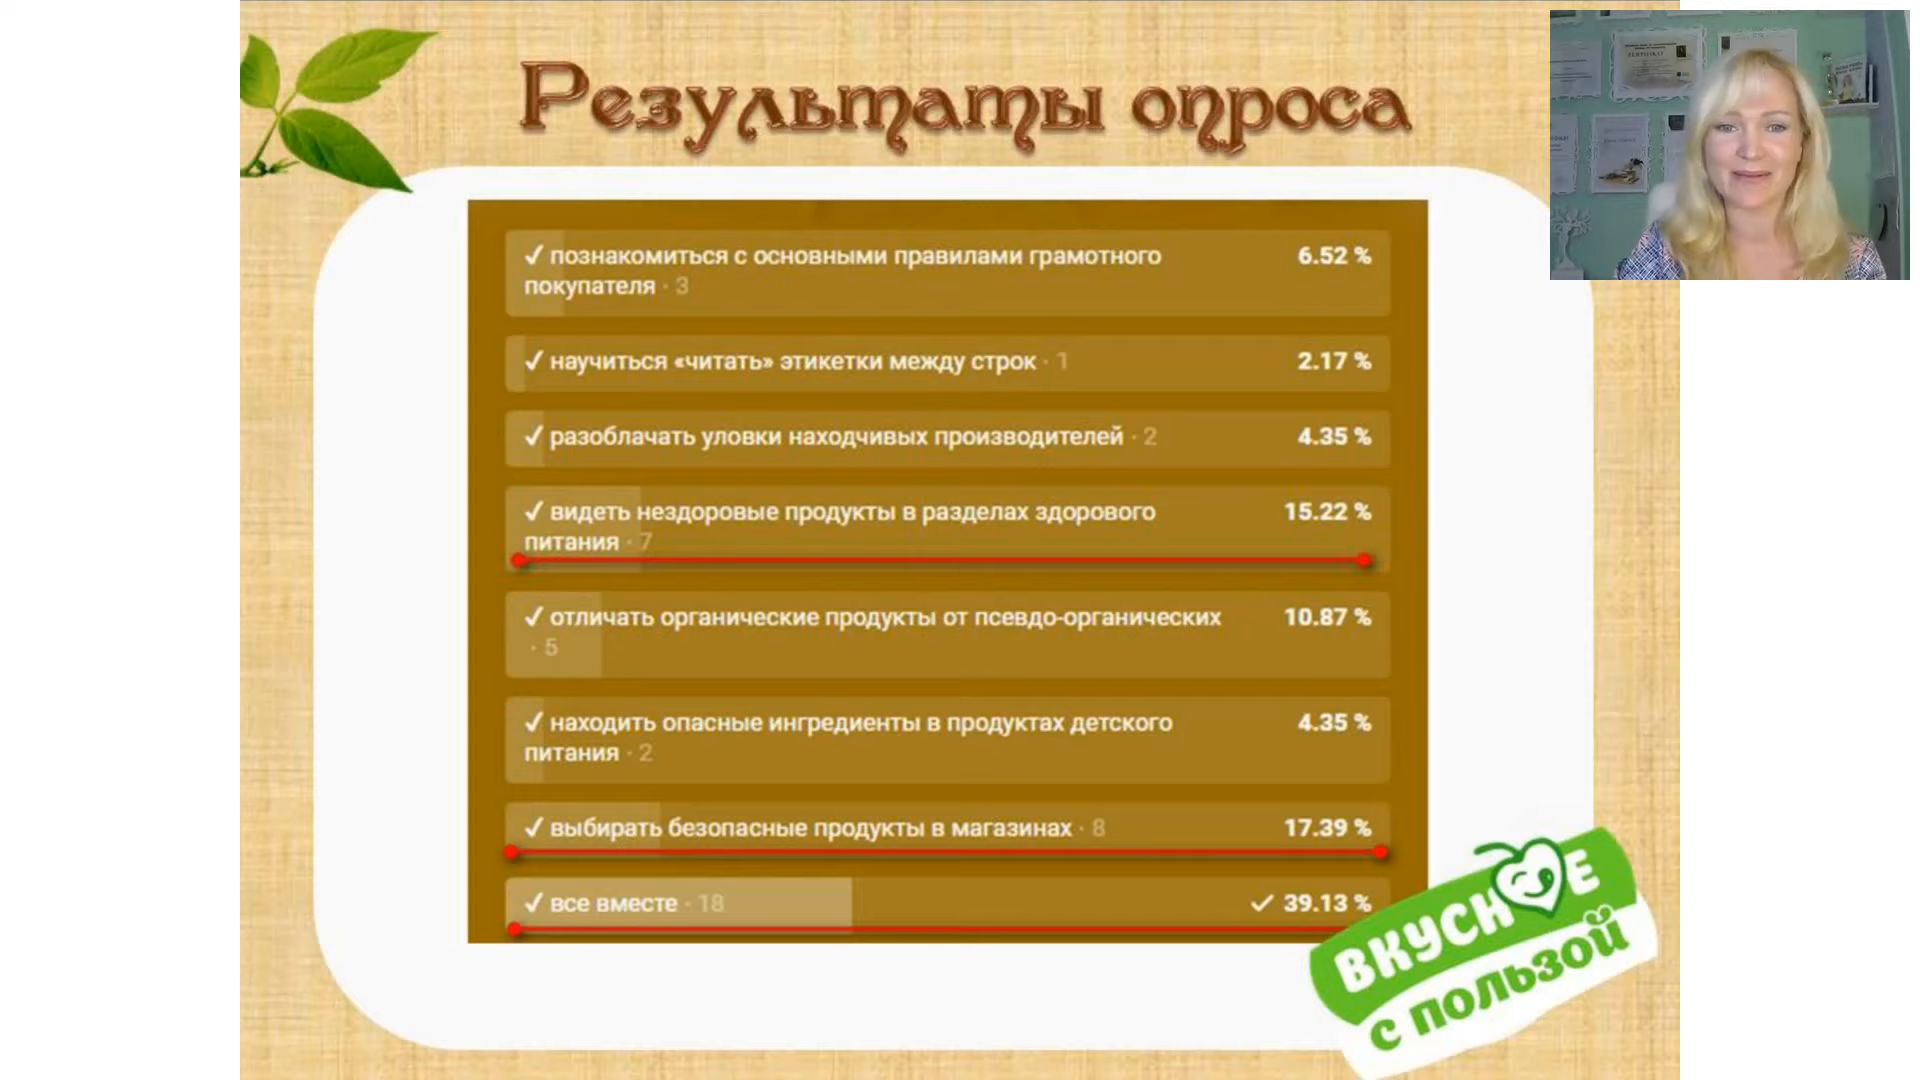 Результаты опроса
✓ познакомиться с основными правилами грамотного 6.52 %
покупателя · 3
✓ научиться «читать» этикетки между строк · 1 2.17 %
✓ разоблачать уловки находчивых производителей · 2 4.35 %
✓ видеть нездоровые продукты в разделах здорового 15.22 %
питания · 7
✓ отличать органические продукты от псевдо-органических 10.87 %
· 5
✓ находить опасные ингредиенты в продуктах детского 4.35 %
питания · 2
✓ выбирать безопасные продукты в магазинах · 8 17.39 %
✓ все вместе · 18 ✓ 39.13 %
ВКУСНОЕ
с пользой